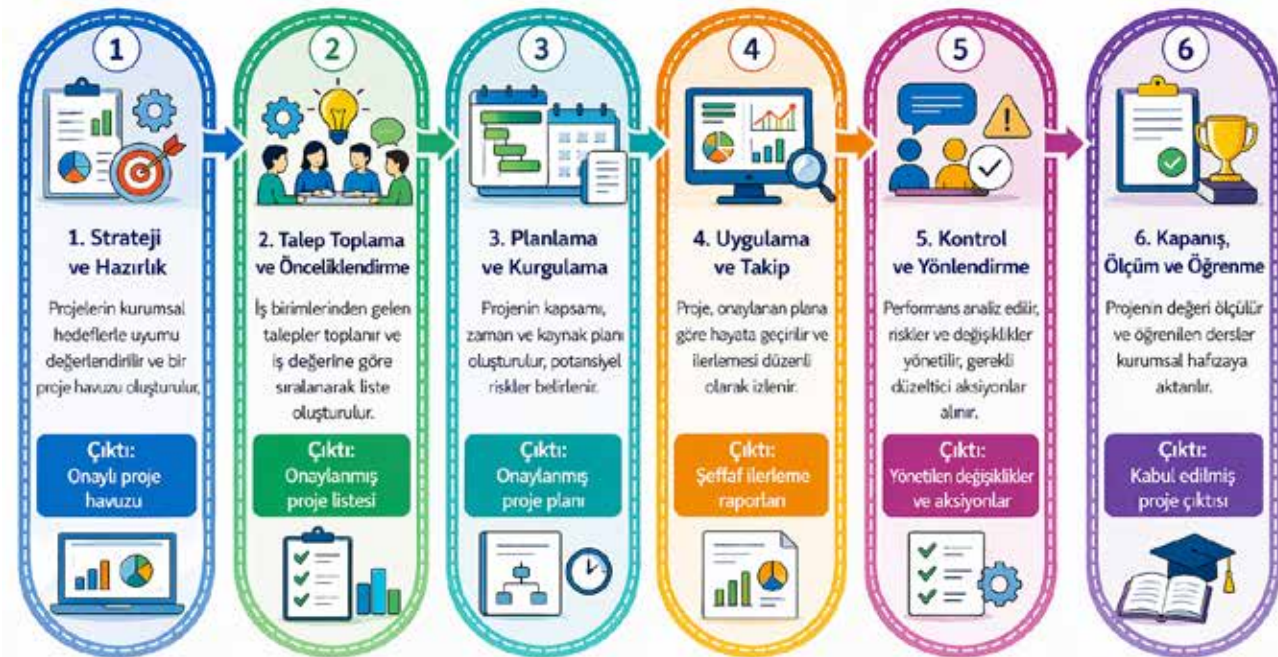 1
1. Strateji
ve Hazırlık
Projelerin kurumsal
hedeflerle uyumu
değerlendirilir ve bir
proje havuzu oluşturulur.
Çıktı:
Onaylı proje
havuzu
2
2. Talep Toplama
ve Önceliklendirme
İş birimlerinden gelen
talepler toplanır ve
iş değerine göre
sıralanarak liste
oluşturulur.
Çıktı:
Onaylanmış
proje listesi
3
3. Planlama
ve Kurgulama
Projenin kapsamı,
zaman ve kaynak planı
oluşturulur, potansiyel
riskler belirlenir.
Çıktı:
Onaylanmış
proje planı
4
4. Uygulama
ve Takip
Proje, onaylanan plana
göre hayata geçirilir ve
ilerlemesi düzenli
olarak izlenir.
Çıktı:
Şeffaf ilerleme
raporları
5
5. Kontrol
ve Yönlendirme
Performans analiz edilir,
riskler ve değişiklikler
yönetilir, gerekli
düzeltici aksiyonlar
alınır.
Çıktı:
Yönetilen değişiklikler
ve aksiyonlar
6
6. Kapanış,
Ölçüm ve Öğrenme
Projenin değeri ölçülür
ve öğrenilen dersler
kurumsal hafızaya
aktarılır.
Çıktı:
Kabul edilmiş
proje çıktısı